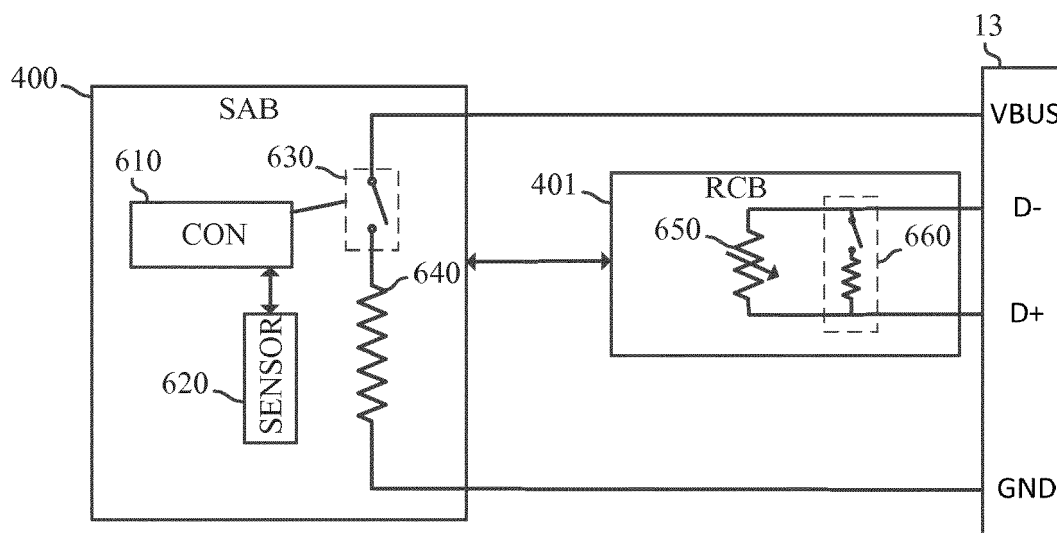 13
400
SAB
VBUS
610
630
401
RCB
D-
CON
650
660
640
D+
620
SENSOR
GND